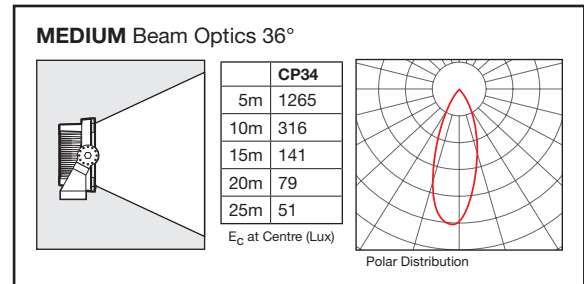 MEDIUM Beam Optics 36°
CP34
5m 1265
10m 316
15m 141
20m 79
25m 51
EC at Centre (Lux)
Polar Distribution